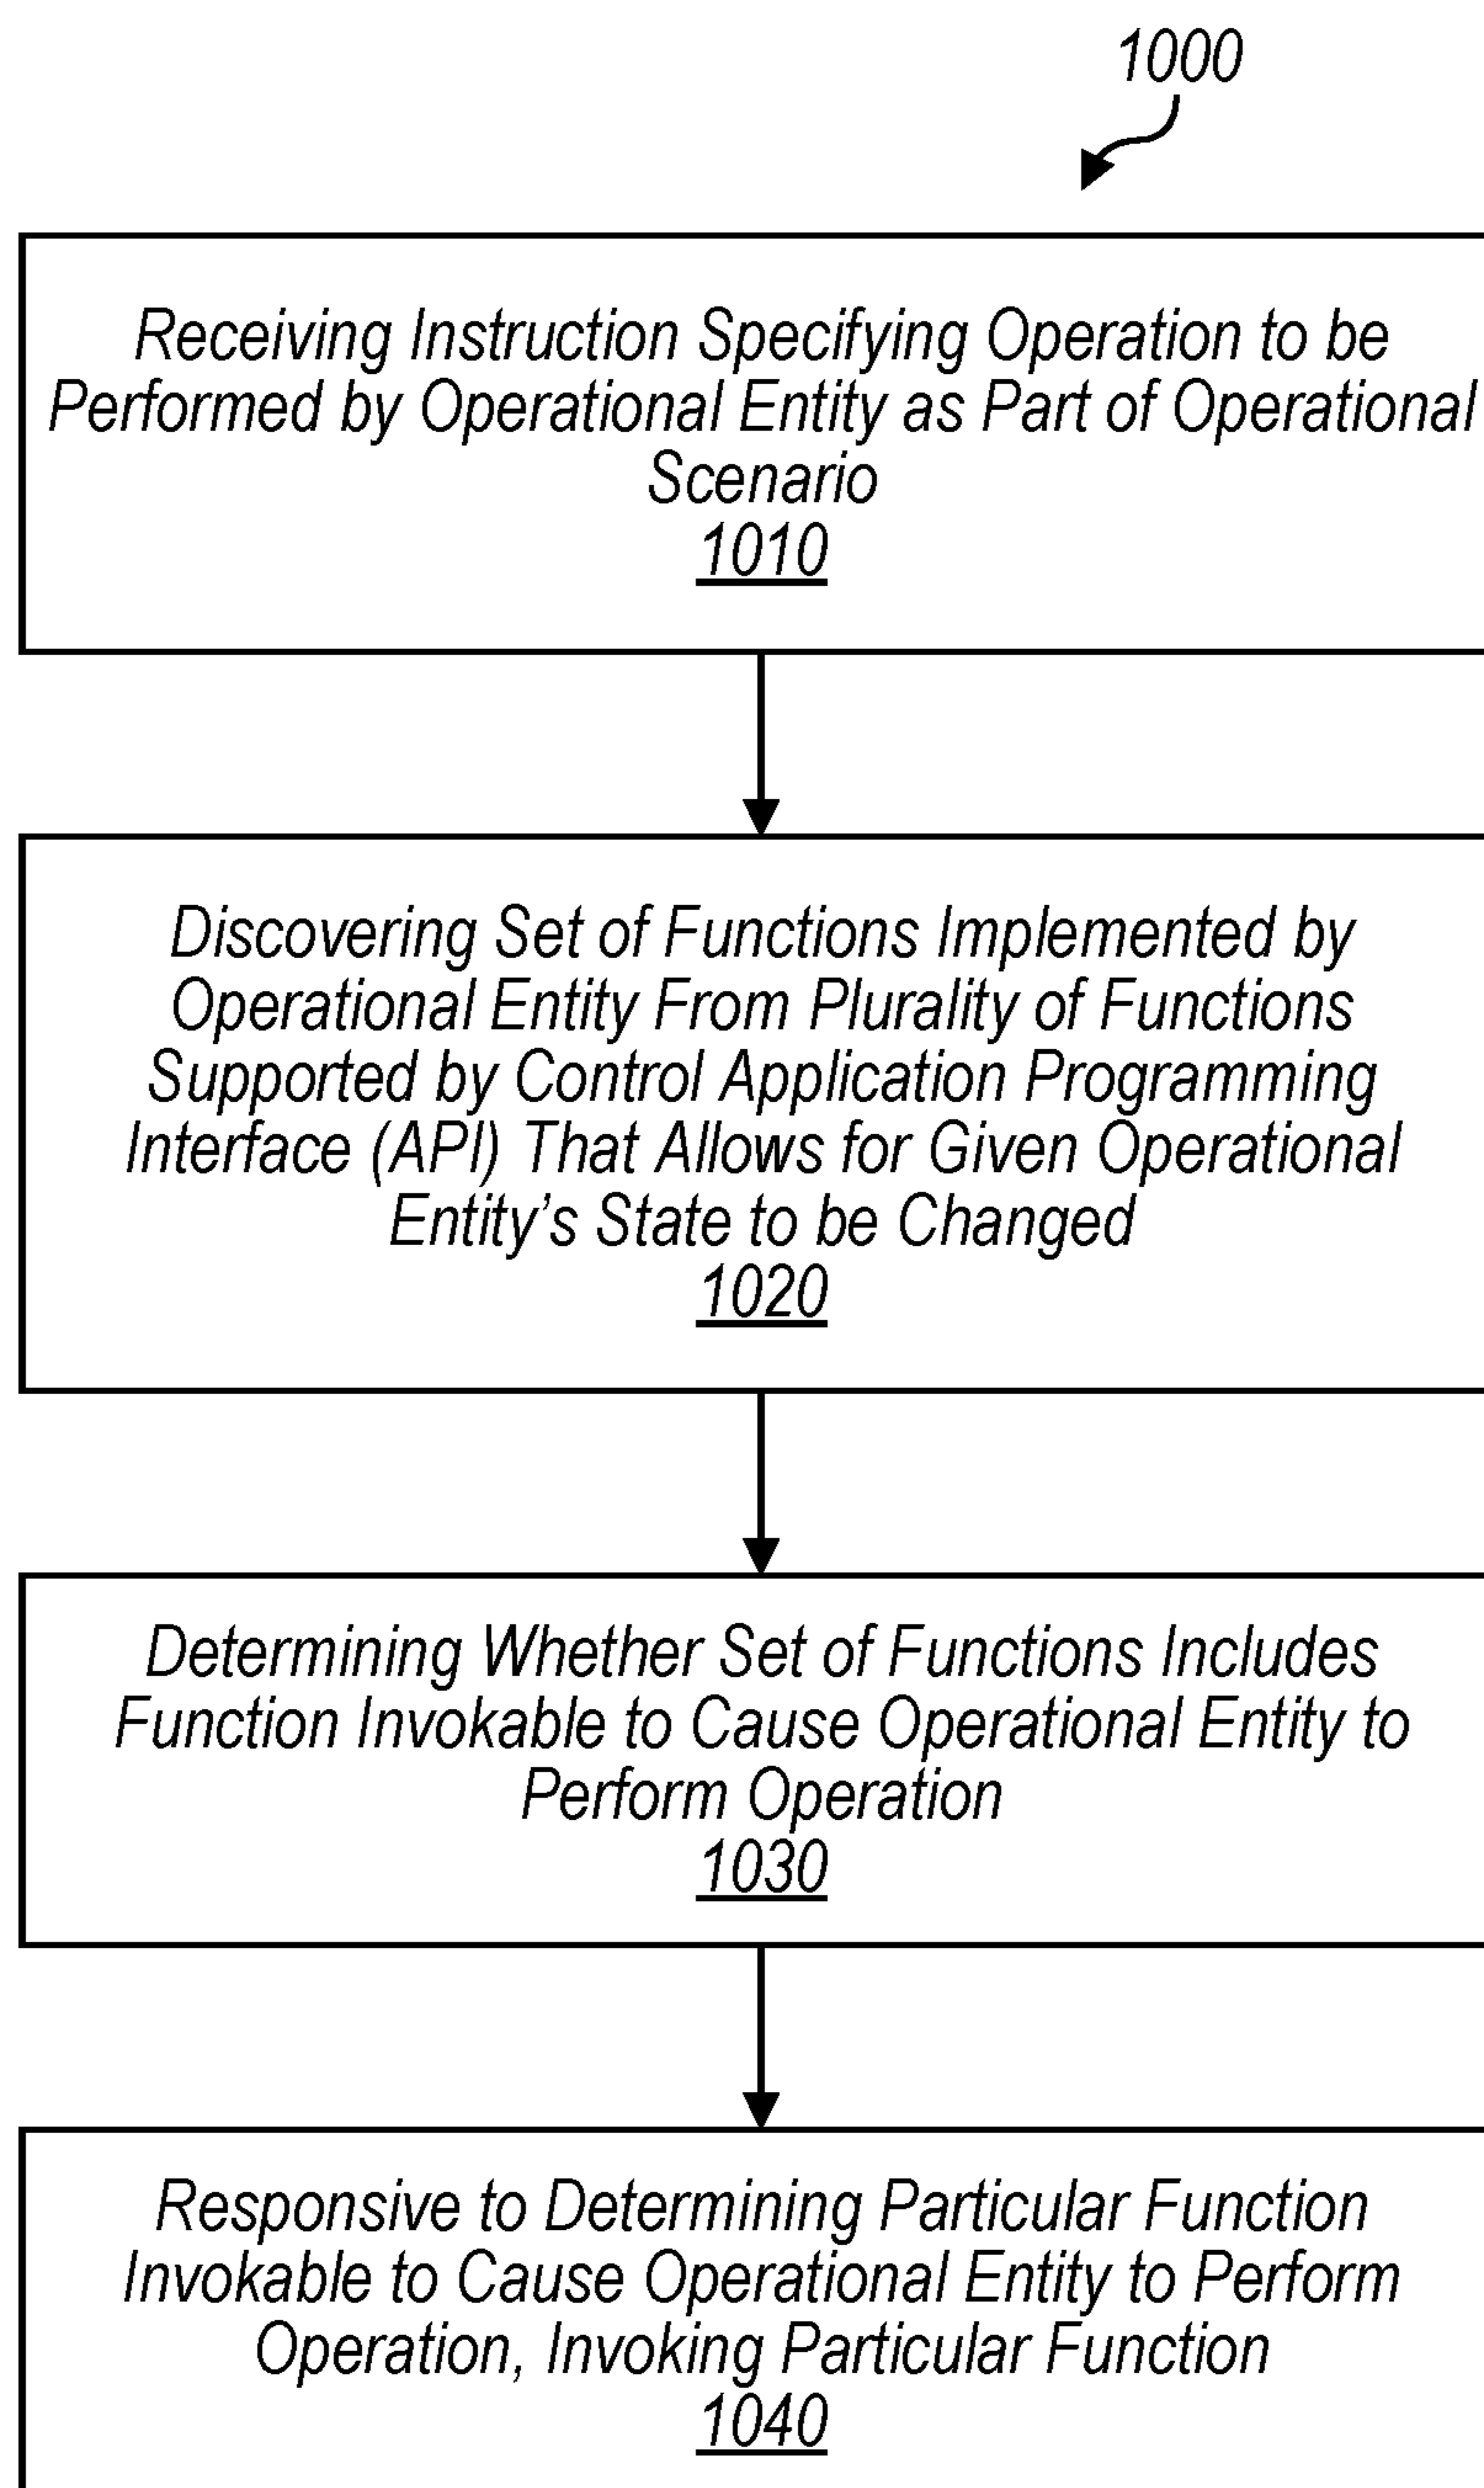 1000
Receiving Instruction Specifying Operation to be
Performed by Operational Entity as Part of Operational
Scenario
1010
Discovering Set of Functions Implemented by
Operational Entity From Plurality of Functions
Supported by Control Application Programming
Interface (API) That Allows for Given Operational
Entity’s State to be Changed
1020
Determining Whether Set of Functions Includes
Function Invokable to Cause Operational Entity to
Perform Operation
1030
Responsive to Determining Particular Function
Invokable to Cause Operational Entity to Perform
Operation, Invoking Particular Function
1040